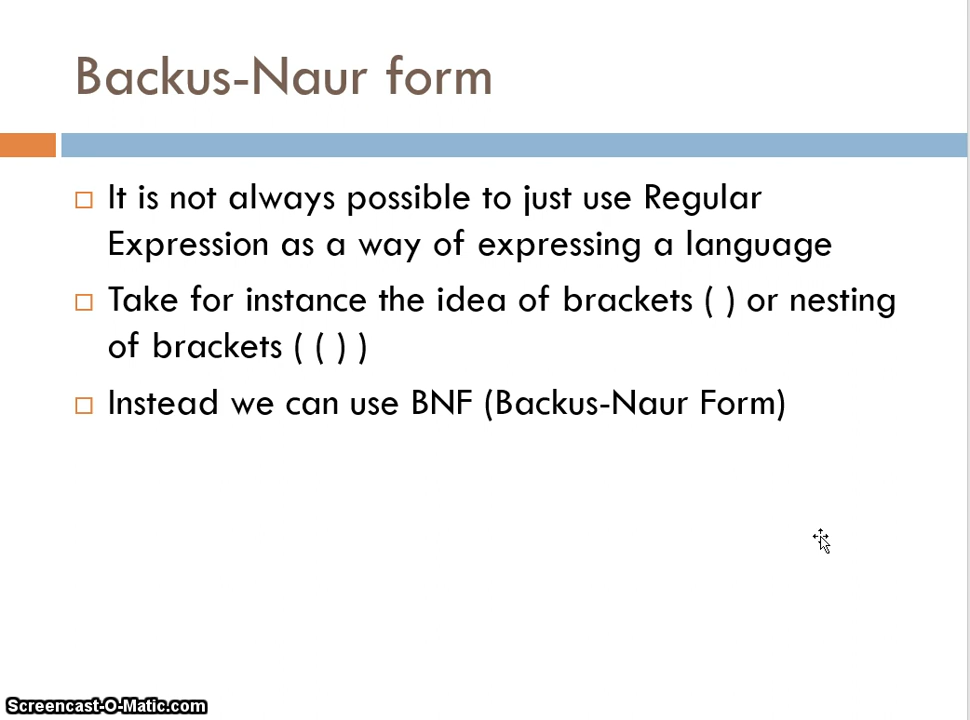 Backus-Naur form
It is not always possible to just use Regular
Expression as a way of expressing a language
Take for instance the idea of brackets ( ) or nesting
of brackets ( ( ) )
Instead we can use BNF (Backus-Naur Form)
Screencast-O-Matic.com